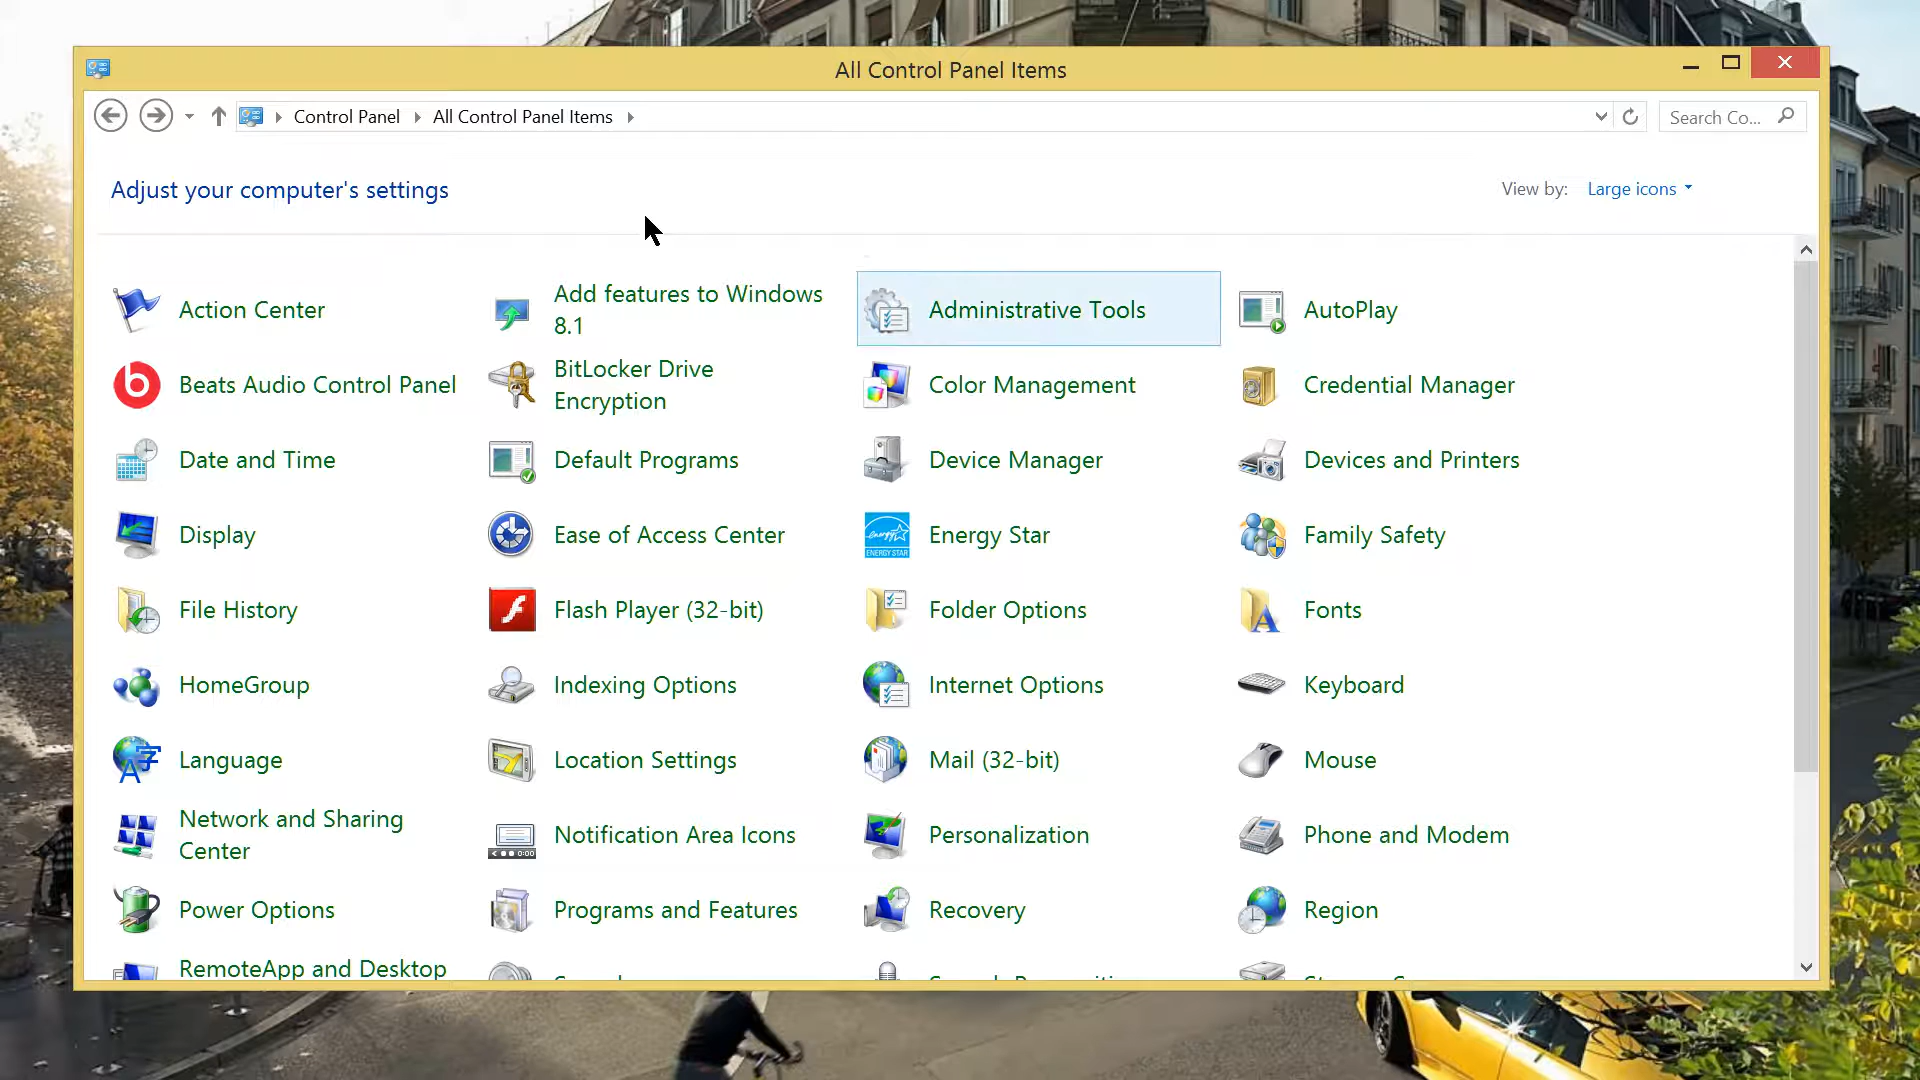 All Control Panel Items
Control Panel
All Control Panel Items
Search Co...
Adjust your computer's settings
View by: Large icons
Action Center
Add features to Windows
8.1
Administrative Tools
AutoPlay
Beats Audio Control Panel
BitLocker Drive
Encryption
Color Management
Credential Manager
Date and Time
Default Programs
Device Manager
Devices and Printers
Display
Ease of Access Center
Energy Star
ENERGY STAR
Family Safety
File History
Flash Player (32-bit)
Folder Options
Fonts
HomeGroup
Indexing Options
Internet Options
Keyboard
Language
Location Settings
Mail (32-bit)
Mouse
Network and Sharing
Center
Notification Area Icons
Personalization
Phone and Modem
Power Options
Programs and Features
Recovery
Region
RemoteApp and Desktop